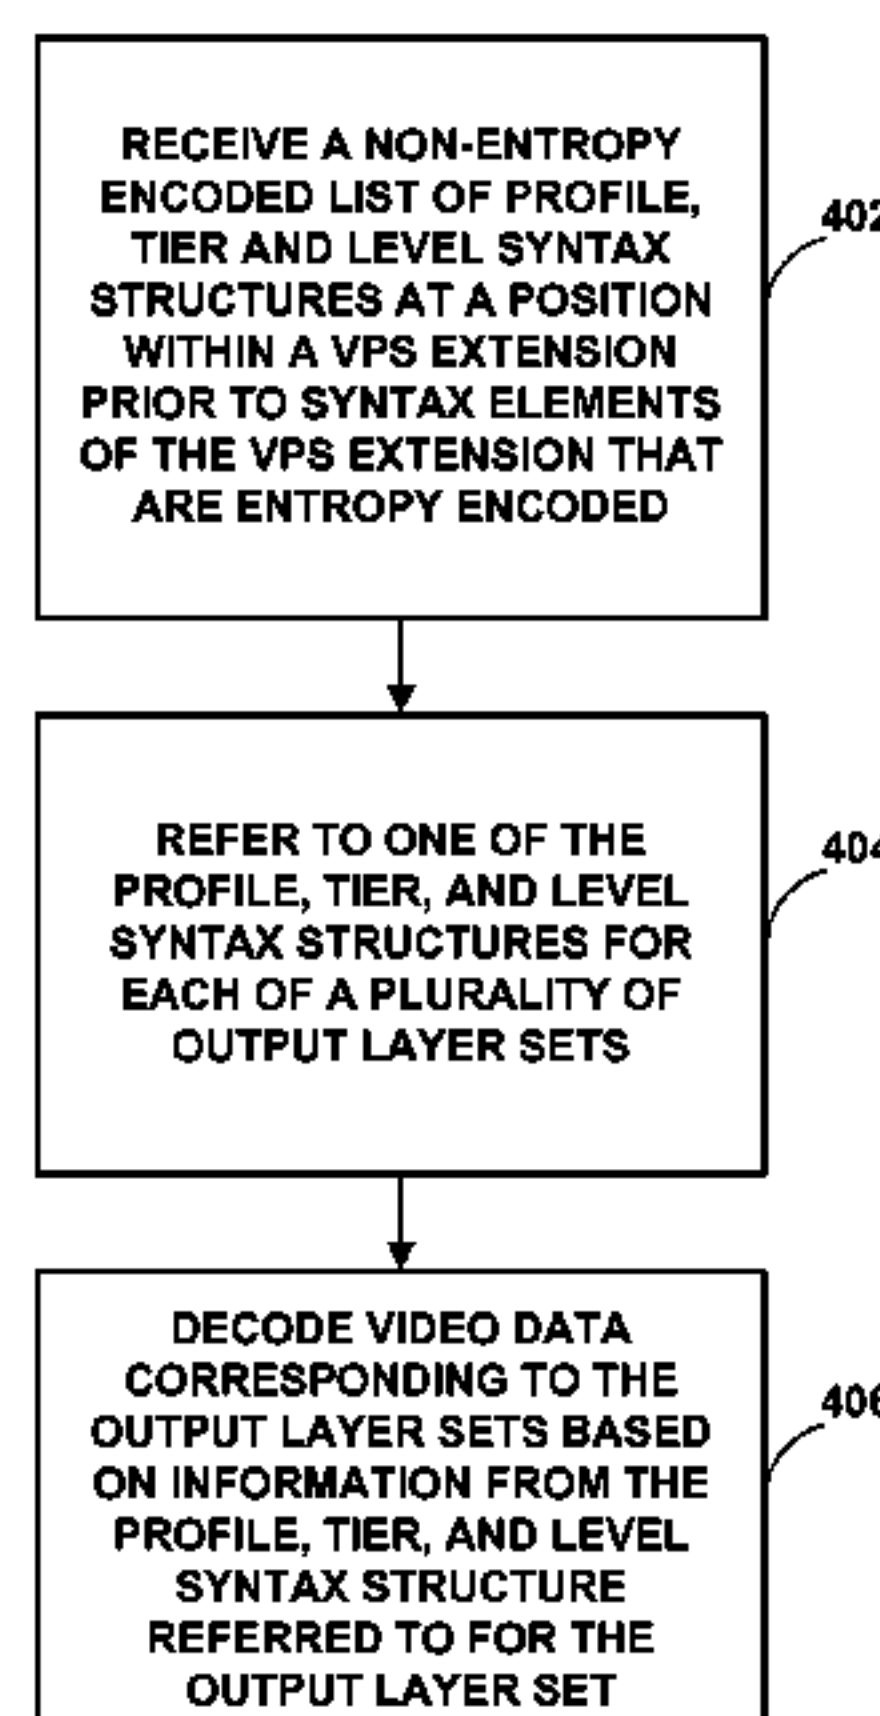 RECEIVE A NON-ENTROPY
ENCODED LIST OF PROFILE,
TIER AND LEVEL SYNTAX
STRUCTURES AT A POSITION
WITHIN A VPS EXTENSION
PRIOR TO SYNTAX ELEMENTS
OF THE VPS EXTENSION THAT
ARE ENTROPY ENCODED
402
REFER TO ONE OF THE
PROFILE, TIER, AND LEVEL
SYNTAX STRUCTURES FOR
EACH OF A PLURALITY OF
OUTPUT LAYER SETS
404
DECODE VIDEO DATA
CORRESPONDING TO THE
OUTPUT LAYER SETS BASED
ON INFORMATION FROM THE
PROFILE, TIER, AND LEVEL
SYNTAX STRUCTURE
REFERRED TO FOR THE
OUTPUT LAYER SET
406